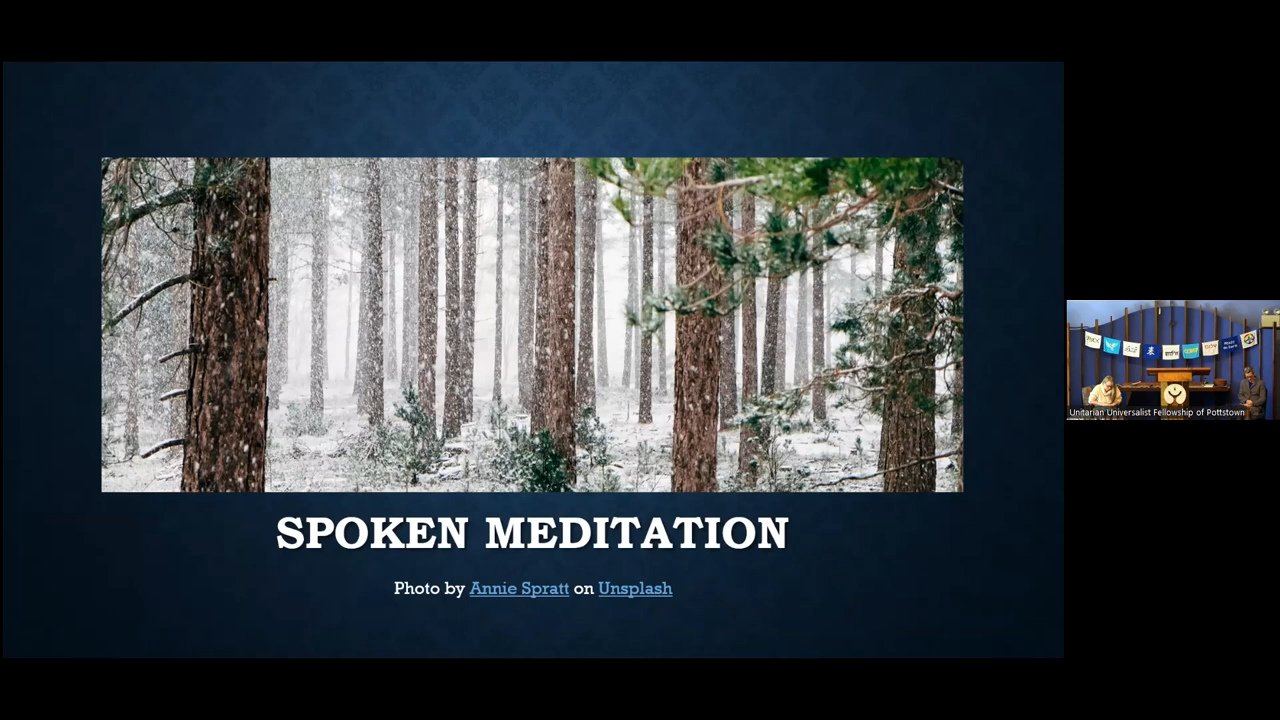 SPOKEN MEDITATION
Photo by Annie Spratt on Unsplash
Unitarian Universalist Fellowship of Pottstown